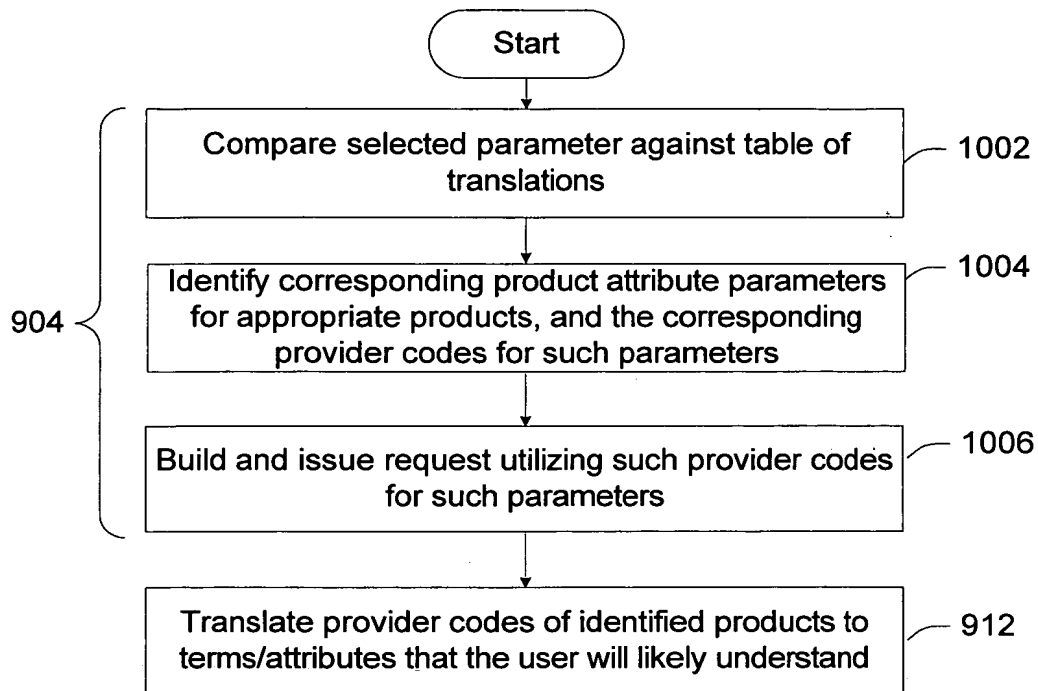 Start
Compare selected parameter against table of
translations
1002
Identify corresponding product attribute parameters
for appropriate products, and the corresponding
provider codes for such parameters
1004
904
Build and issue request utilizing such provider codes
for such parameters
1006
Translate provider codes of identified products to
terms/attributes that the user will likely understand
912